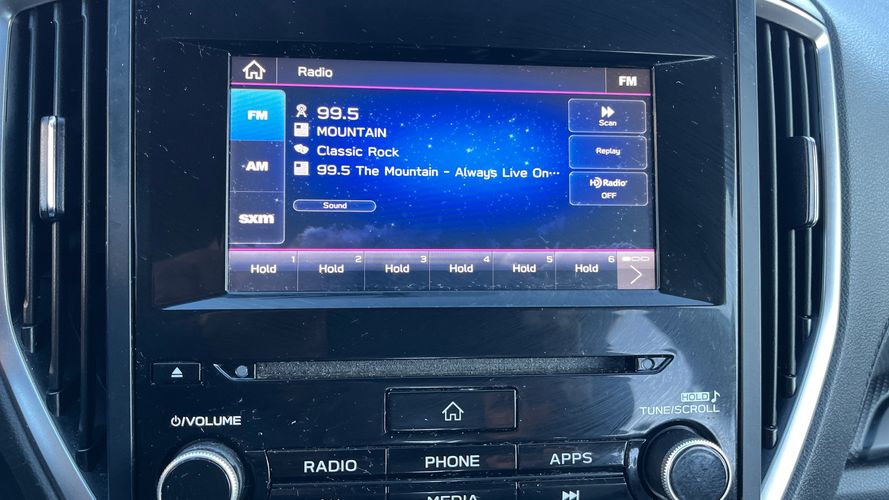 Radio
FM
FM
AM
sxm
99.5
MOUNTAIN
Classic Rock
99.5 The Mountain - Always Live On...
Sound
Scan
Replay
HD Radio
OFF
1 2 3 4 5 6
Hold Hold Hold Hold Hold Hold
VOLUME
HOLD
TUNE/SCROLL
RADIO PHONE APPS
MEDIA